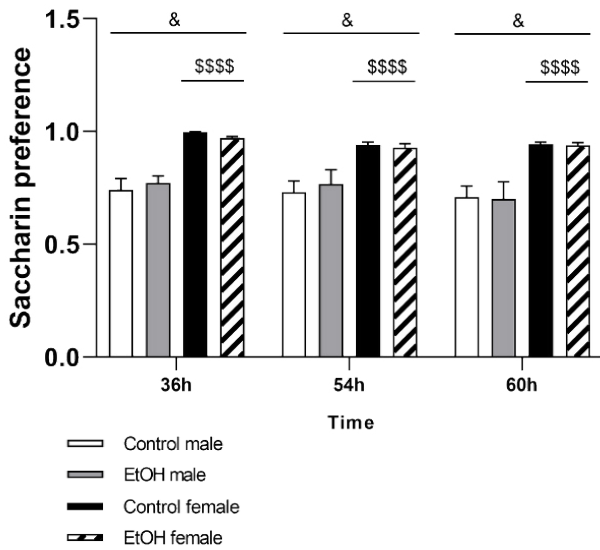 Saccharin preference
1.5
1.0
0.5
0.0
& & &
$$$$ $$$$ $$$$
36h 54h 60h
Time
Control male
EtOH male
Control female
EtOH female